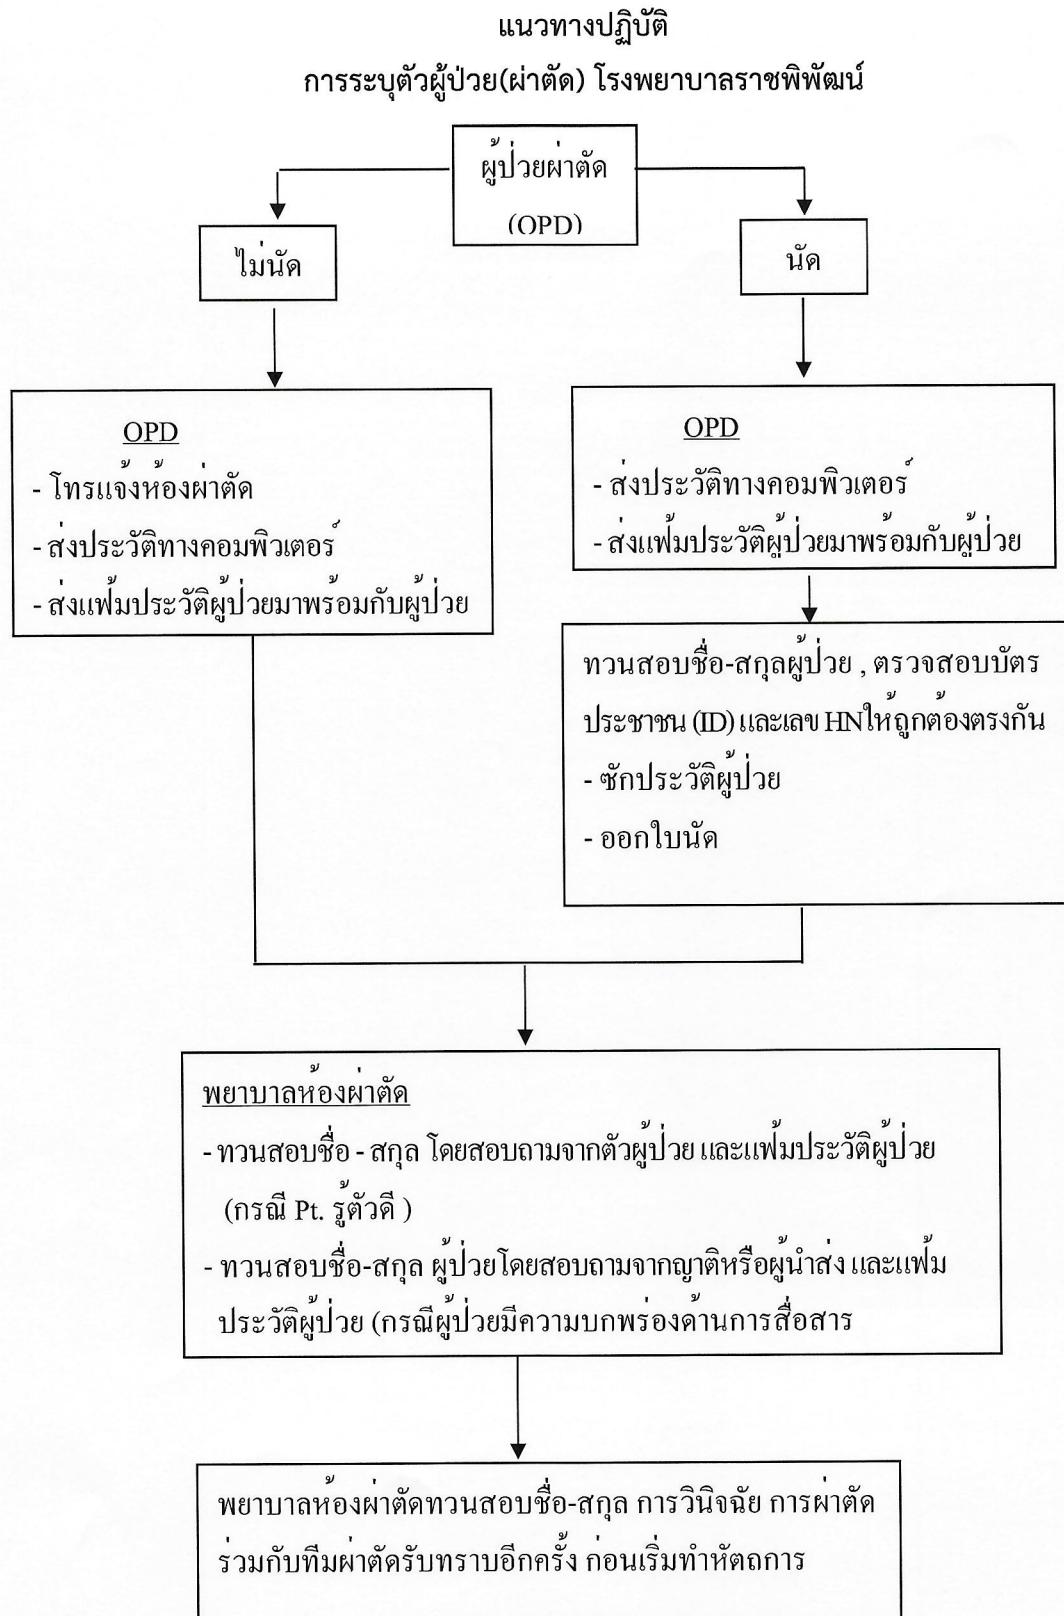 แนวทางปฏิบัติ
การระบุตัวผู้ป่วย(ผ่าตัด) โรงพยาบาลราชพิพัฒน์
ผู้ป่วยผ่าตัด
(OPD)
ไม่นัด
นัด
OPD
- โทรแจ้งห้องผ่าตัด
- ส่งประวัติทางคอมพิวเตอร์
- ส่งแฟ้มประวัติผู้ป่วยมาพร้อมกับผู้ป่วย
OPD
- ส่งประวัติทางคอมพิวเตอร์
- ส่งแฟ้มประวัติผู้ป่วยมาพร้อมกับผู้ป่วย
ทวนสอบชื่อ-สกุลผู้ป่วย , ตรวจสอบบัตร
ประชาชน (ID) และเลข HNให้ถูกต้องตรงกัน
- ซักประวัติผู้ป่วย
- ออกใบนัด
พยาบาลห้องผ่าตัด
- ทวนสอบชื่อ - สกุล โดยสอบถามจากตัวผู้ป่วย และแฟ้มประวัติผู้ป่วย
(กรณี Pt. รู้ตัวดี )
- ทวนสอบชื่อ-สกุล ผู้ป่วยโดยสอบถามจากญาติหรือผู้นำส่ง และแฟ้ม
ประวัติผู้ป่วย (กรณีผู้ป่วยมีความบกพร่องด้านการสื่อสาร
พยาบาลห้องผ่าตัดทวนสอบชื่อ-สกุล การวินิจฉัย การผ่าตัด
ร่วมกับทีมผ่าตัดรับทราบอีกครั้ง ก่อนเริ่มทำหัตถการ